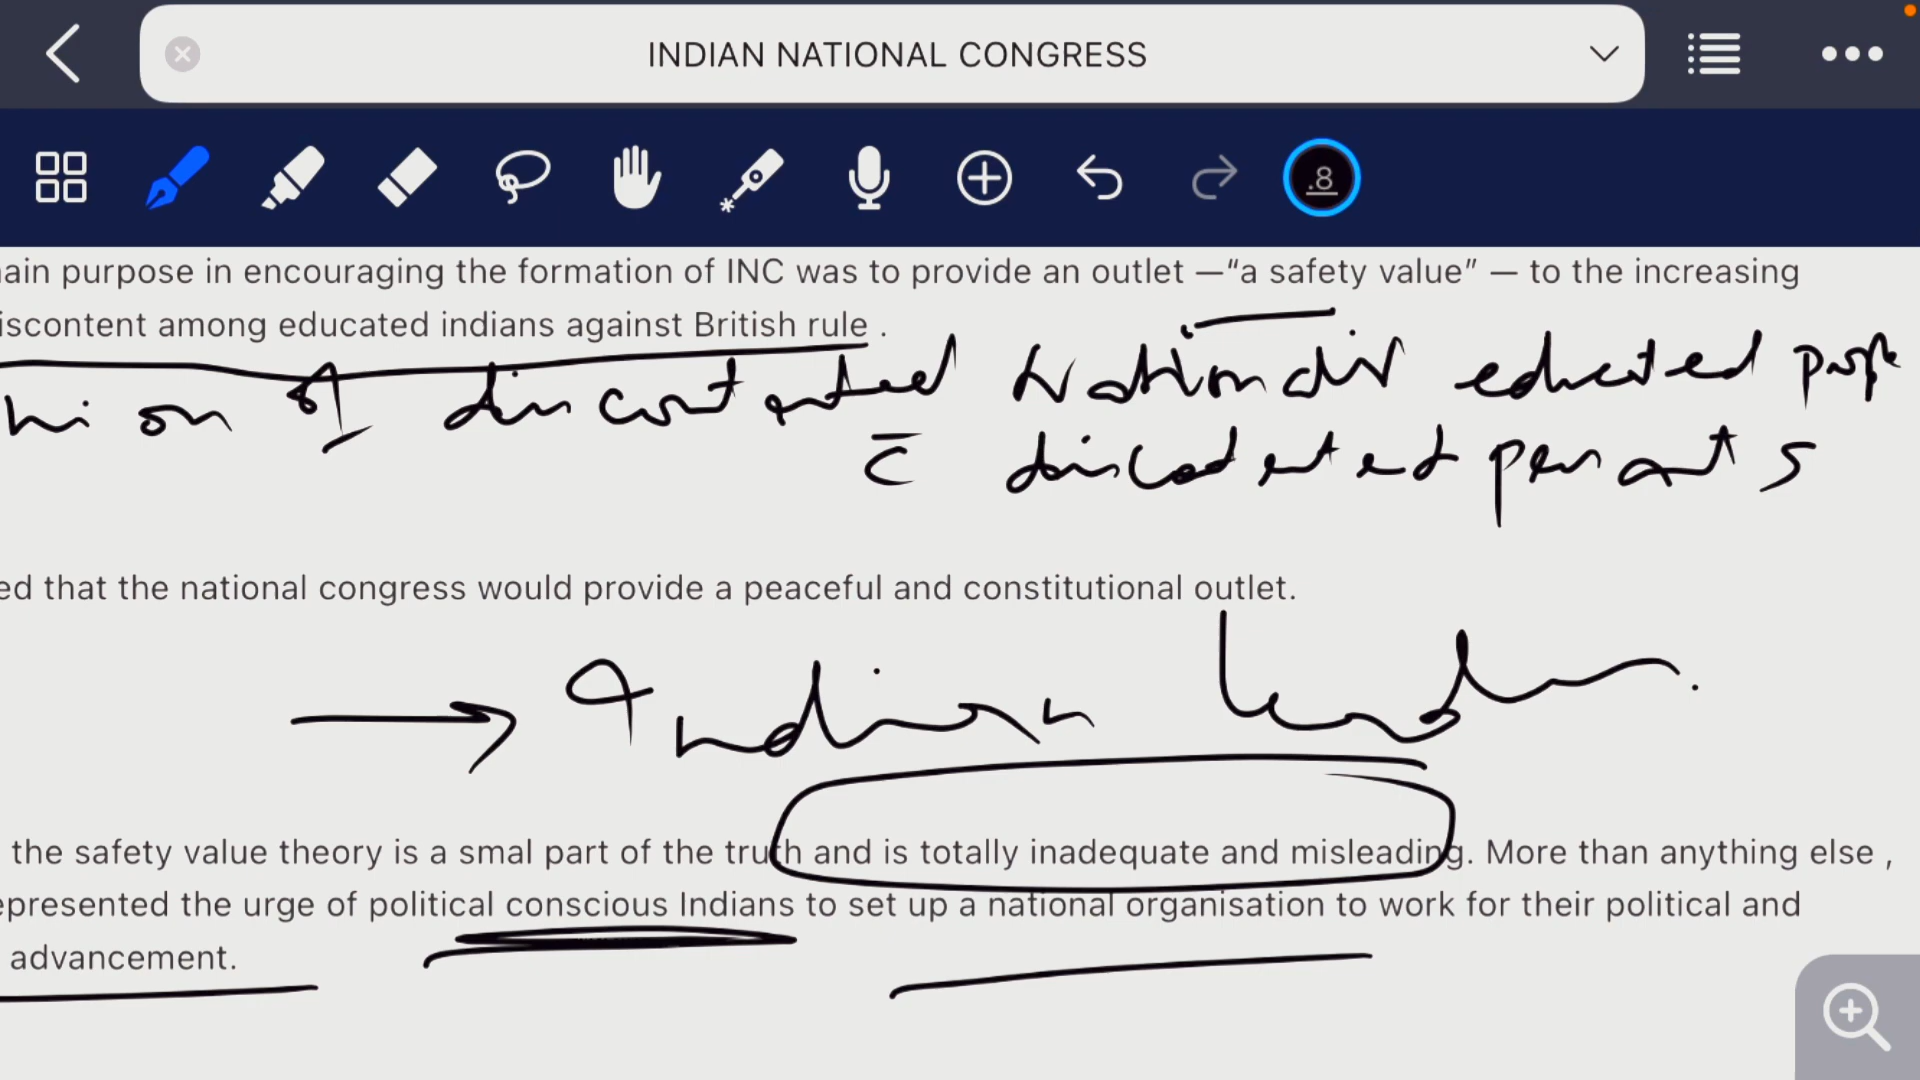 INDIAN NATIONAL CONGRESS
.8
ain purpose in encouraging the formation of INC was to provide an outlet —“a safety value” — to the increasing
iscontent among educated indians against British rule .
on of discontented Nationalist educated
c̄ discontented
ed that the national congress would provide a peaceful and constitutional outlet.
→ Indian leader.
the safety value theory is a smal part of the truth and is totally inadequate and misleading. More than anything else ,
epresented the urge of political conscious Indians to set up a national organisation to work for their political and
advancement.